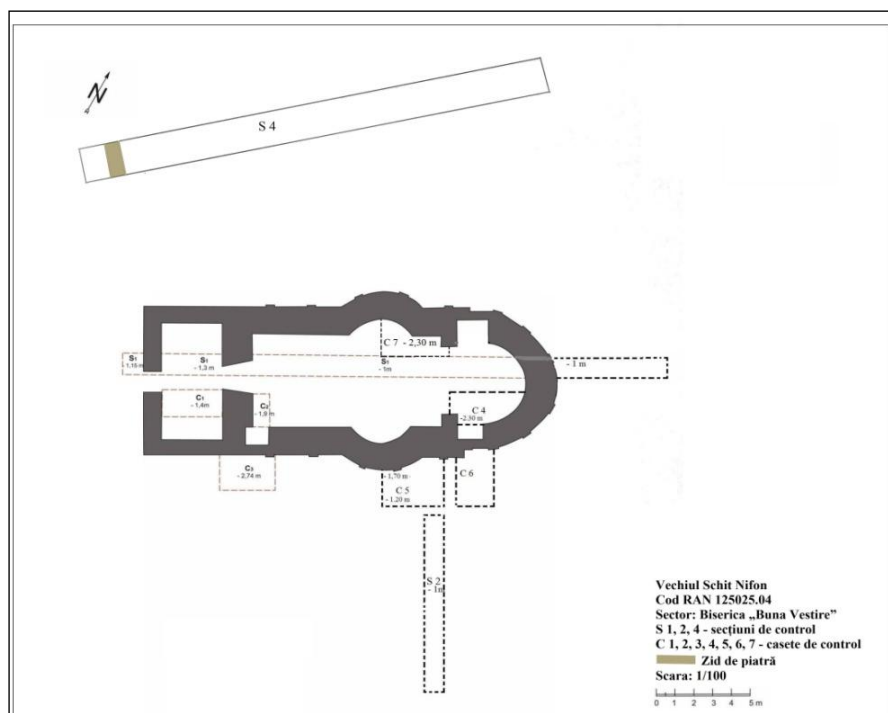 N
S 4
C 7 - 2,30 m
S1
- 1,15 m
S1
- 1,3 m
S1
- 1m
- 1 m
C1
- 1,4m
C2
- 1,9 m
C 4
-2.30 m
C3
- 2,74 m
- 1,70 m
C 5
- 1.20 m
C 6
S 2
- 1m
Vechiul Schit Nifon
Cod RAN 125025.04
Sector: Biserica „Buna Vestire”
S 1, 2, 4 - secțiuni de control
C 1, 2, 3, 4, 5, 6, 7 - casete de control
Zid de piatră
Scara: 1/100
0 1 2 3 4 5 m